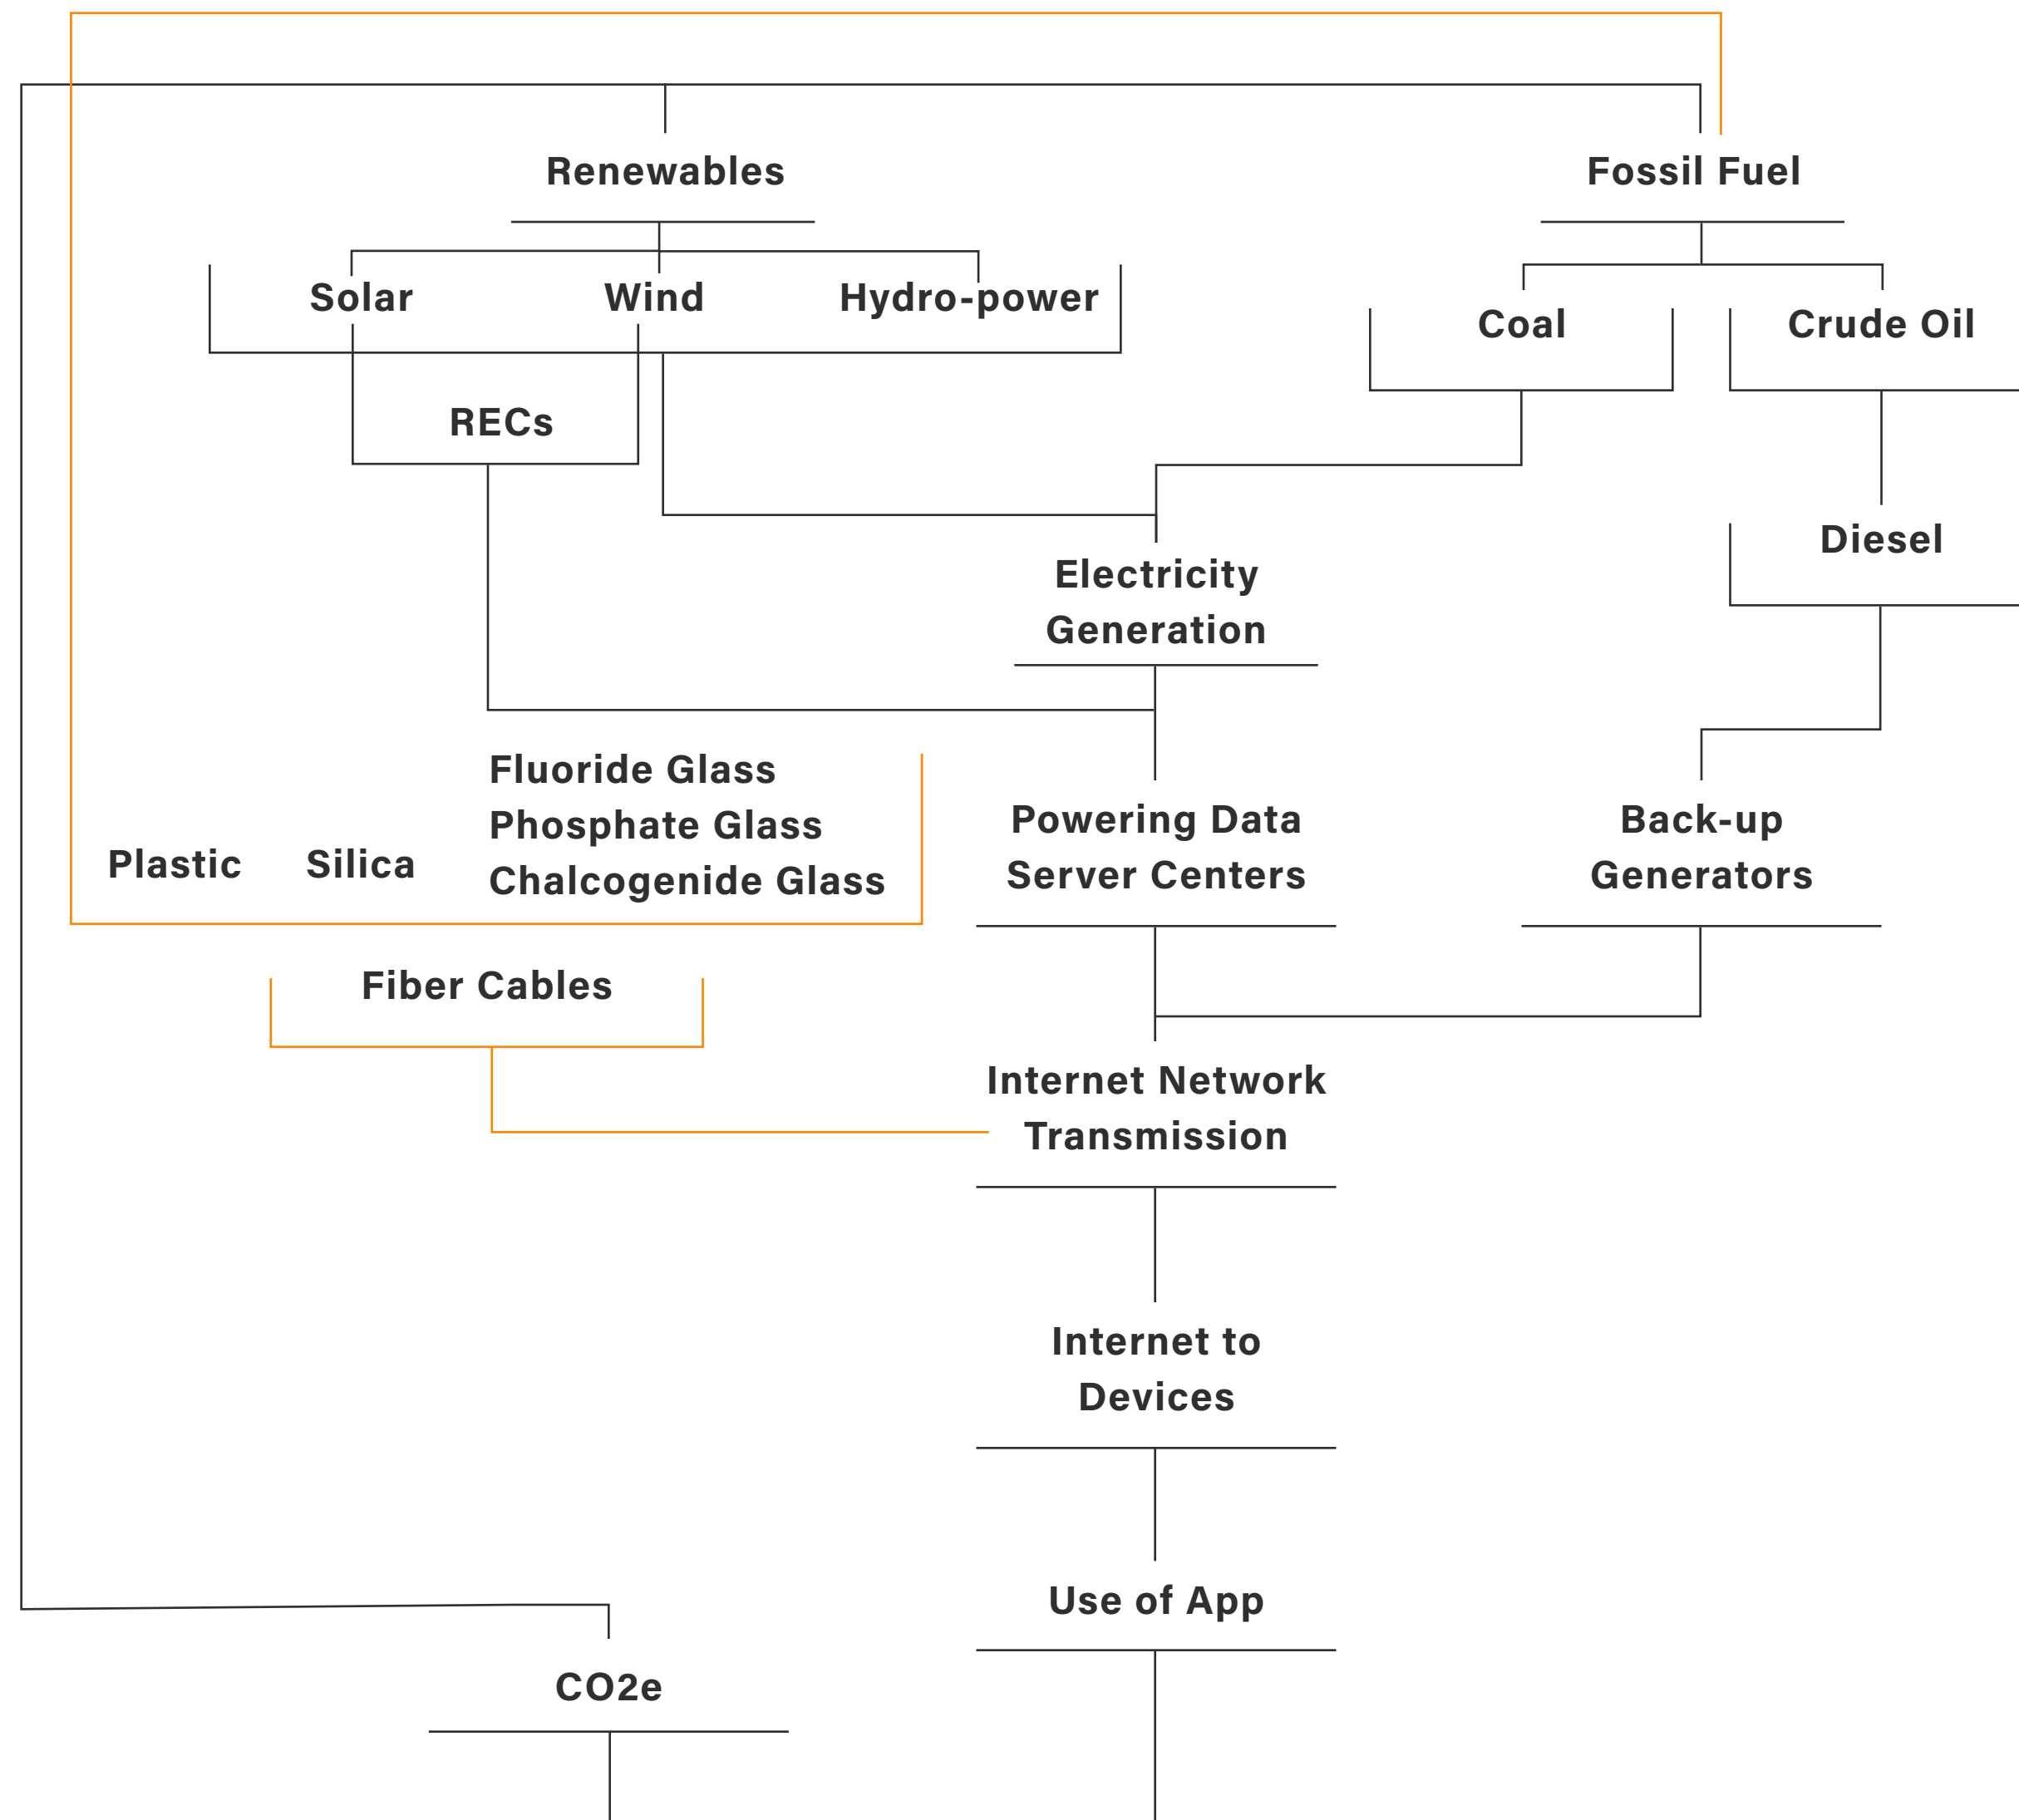 Renewables
Fossil Fuel
Solar
Wind
Hydro-power
Coal
Crude Oil
RECs
Diesel
Electricity
Generation
Fluoride Glass
Phosphate Glass
Chalcogenide Glass
Plastic
Silica
Powering Data
Server Centers
Back-up
Generators
Fiber Cables
Internet Network
Transmission
Internet to
Devices
Use of App
CO2e